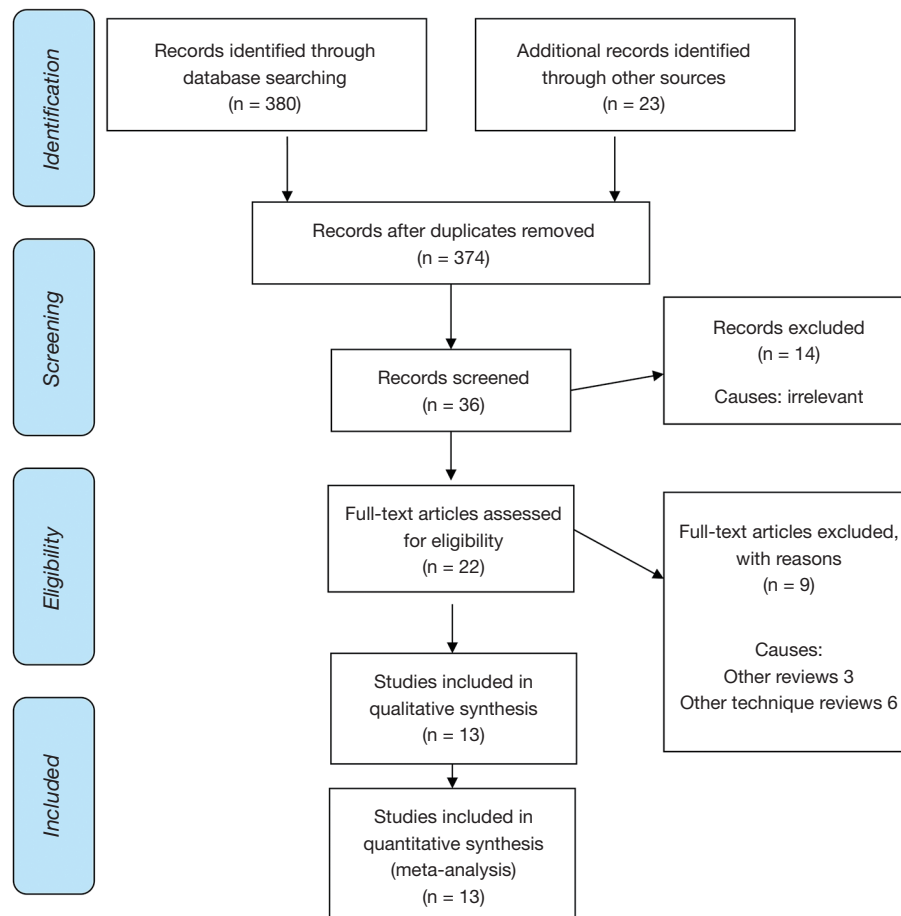 Identification
Records identified through
database searching
(n = 380)
Additional records identified
through other sources
(n = 23)
Records after duplicates removed
(n = 374)
Screening
Records screened
(n = 36)
Records excluded
(n = 14)
Causes: irrelevant
Eligibility
Full-text articles assessed
for eligibility
(n = 22)
Full-text articles excluded,
with reasons
(n = 9)
Causes:
Other reviews 3
Other technique reviews 6
Included
Studies included in
qualitative synthesis
(n = 13)
Studies included in
quantitative synthesis
(meta-analysis)
(n = 13)